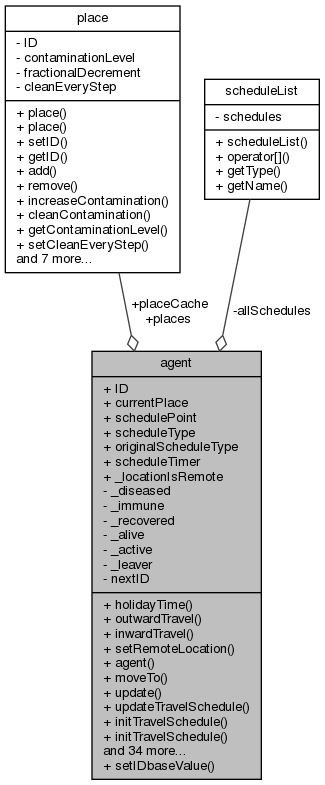 place
- ID
- contaminationLevel
- fractionalDecrement
- cleanEveryStep
+ place()
+ place()
+ setID()
+ getID()
+ add()
+ remove()
+ increaseContamination()
+ cleanContamination()
+ getContaminationLevel()
+ setCleanEveryStep()
and 7 more...
scheduleList
- schedules
+ scheduleList()
+ operator[]()
+ getType()
+ getName()
+placeCache
+places
-allSchedules
agent
+ ID
+ currentPlace
+ schedulePoint
+ scheduleType
+ originalScheduleType
+ scheduleTimer
+ _locationIsRemote
- _diseased
- _immune
- _recovered
- _alive
- _active
- _leaver
- nextID
+ holidayTime()
+ outwardTravel()
+ inwardTravel()
+ setRemoteLocation()
+ agent()
+ moveTo()
+ update()
+ updateTravelSchedule()
+ initTravelSchedule()
+ initTravelSchedule()
and 34 more...
+ setIDbaseValue()